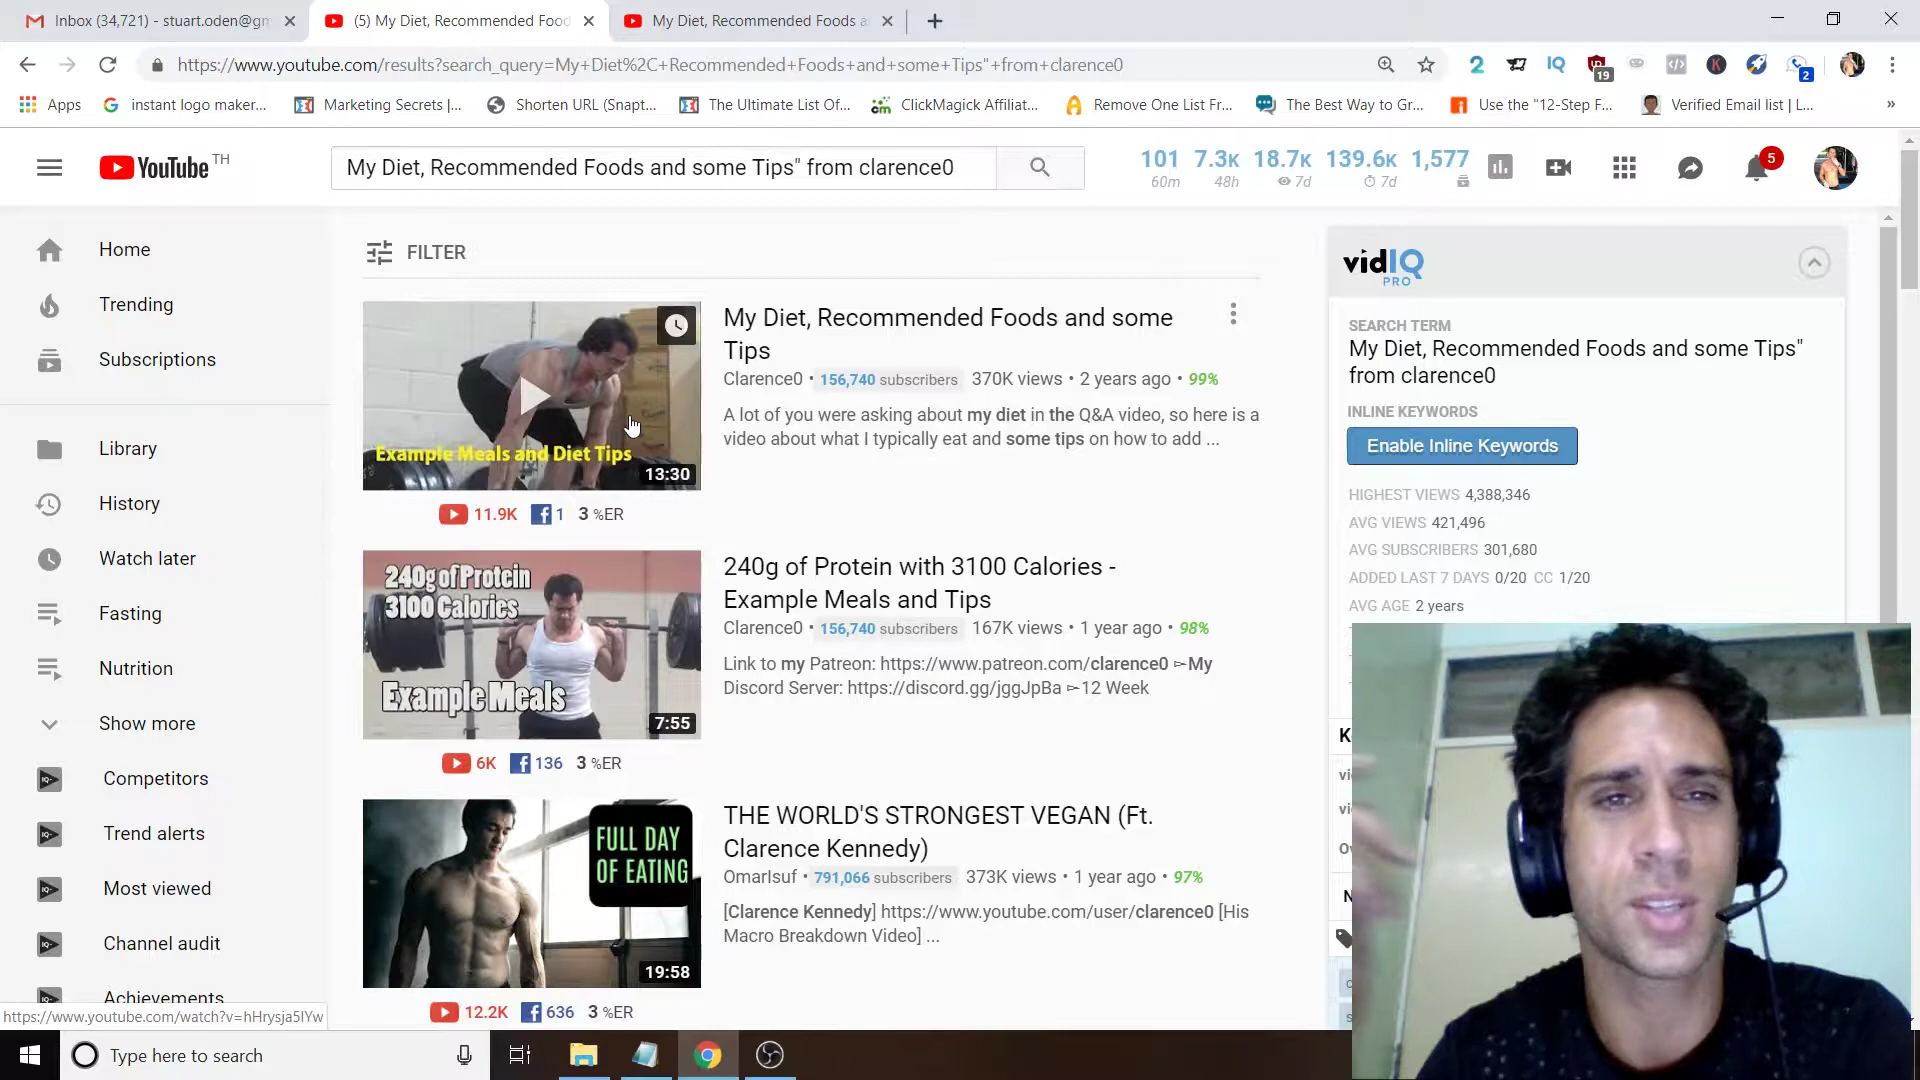 Inbox (34,721) - stuart.oden@gm
(5) My Diet, Recommended Food
My Diet, Recommended Foods a
https://www.youtube.com/results?search_query=My+Diet%2C+Recommended+Foods+and+some+Tips"+from+clarence0
2
IQ
19
K
2
Apps
instant logo maker...
Marketing Secrets |...
Shorten URL (Snapt...
The Ultimate List Of...
ClickMagick Affiliat...
Remove One List Fr...
The Best Way to Gr...
Use the "12-Step F...
Verified Email list | L...
»
YouTube TH
My Diet, Recommended Foods and some Tips" from clarence0
101 7.3K 18.7K 139.6K 1,577
60m 48h 7d 7d
5
Home
Trending
Subscriptions
Library
History
Watch later
Fasting
Nutrition
Show more
Competitors
Trend alerts
Most viewed
Channel audit
Achievements
https://www.youtube.com/watch?v=hHrysja5IYw
FILTER
Example Meals and Diet Tips
13:30
11.9K 1 3 %ER
My Diet, Recommended Foods and some
Tips
Clarence0 • 156,740 subscribers 370K views • 2 years ago • 99%
A lot of you were asking about my diet in the Q&A video, so here is a
video about what I typically eat and some tips on how to add ...
240g of Protein
3100 Calories
Example Meals
7:55
6K 136 3 %ER
240g of Protein with 3100 Calories -
Example Meals and Tips
Clarence0 • 156,740 subscribers 167K views • 1 year ago • 98%
Link to my Patreon: https://www.patreon.com/clarence0 ➢My
Discord Server: https://discord.gg/jggJpBa ➢12 Week
FULL DAY
OF EATING
19:58
12.2K 636 3 %ER
THE WORLD'S STRONGEST VEGAN (Ft.
Clarence Kennedy)
OmarIsuf • 791,066 subscribers 373K views • 1 year ago • 97%
[Clarence Kennedy] https://www.youtube.com/user/clarence0 [His
Macro Breakdown Video] ...
vidIQ
PRO
SEARCH TERM
My Diet, Recommended Foods and some Tips"
from clarence0
INLINE KEYWORDS
Enable Inline Keywords
HIGHEST VIEWS 4,388,346
AVG VIEWS 421,496
AVG SUBSCRIBERS 301,680
ADDED LAST 7 DAYS 0/20 CC 1/20
AVG AGE 2 years
Type here to search